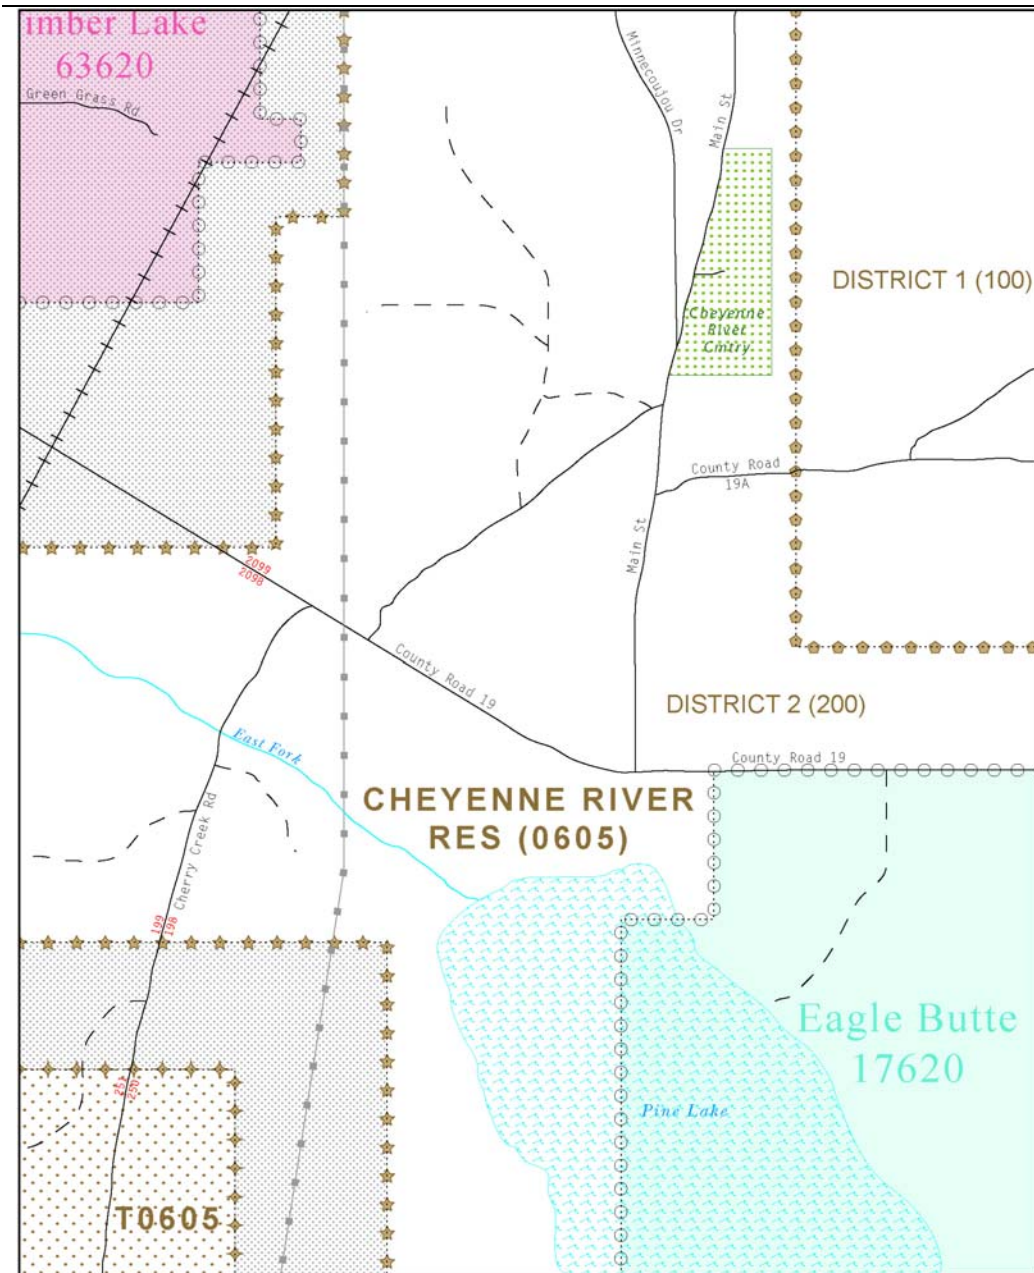 imber Lake
63620
Green Grass Rd
Minnecoujou Dr
Main St
DISTRICT 1 (100)
Cheyenne
River
Cmtry
County Road
19A
Main St
2099
2098
County Road 19
DISTRICT 2 (200)
County Road 19
East Fork
CHEYENNE RIVER
RES (0605)
Cherry Creek Rd
199
198
Eagle Butte
17620
251
250
Pine Lake
T0605